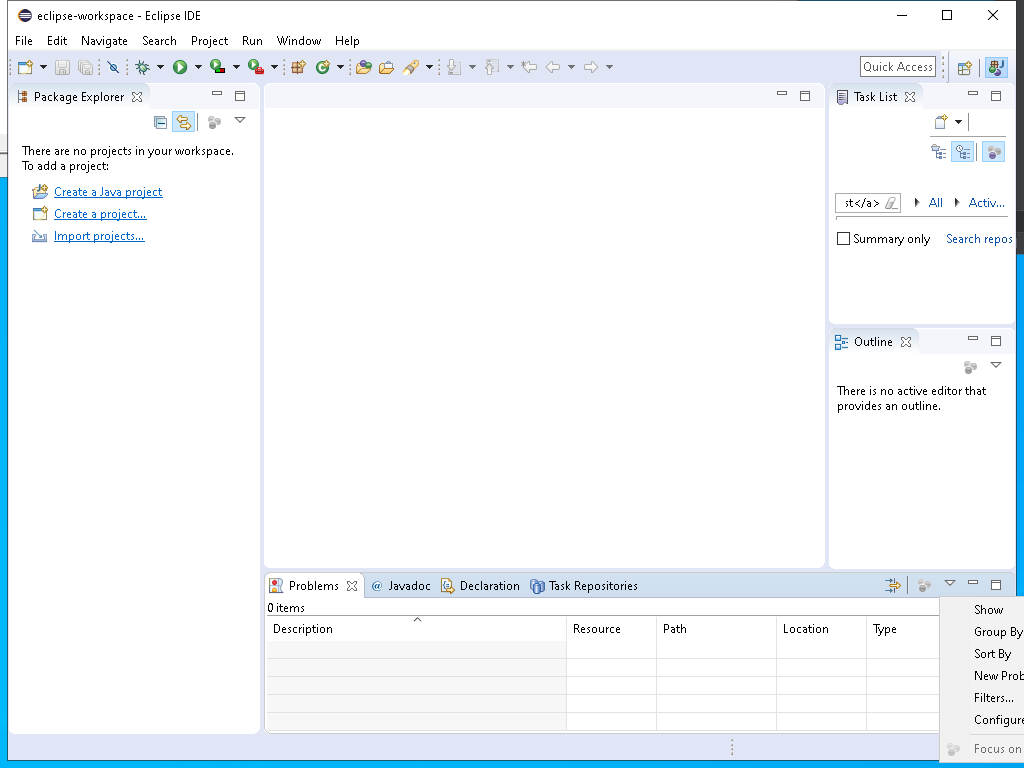 eclipse-workspace - Eclipse IDE
File Edit Navigate Search Project Run Window Help
Quick Access
Package Explorer
There are no projects in your workspace.
To add a project:
Create a Java project
Create a project...
Import projects...
Task List
st</a> All Activ...
Summary only Search repos
Outline
There is no active editor that
provides an outline.
Problems @ Javadoc Declaration Task Repositories
0 items
Description Resource Path Location Type
Show
Group By
Sort By
New Prob
Filters...
Configure
Focus on